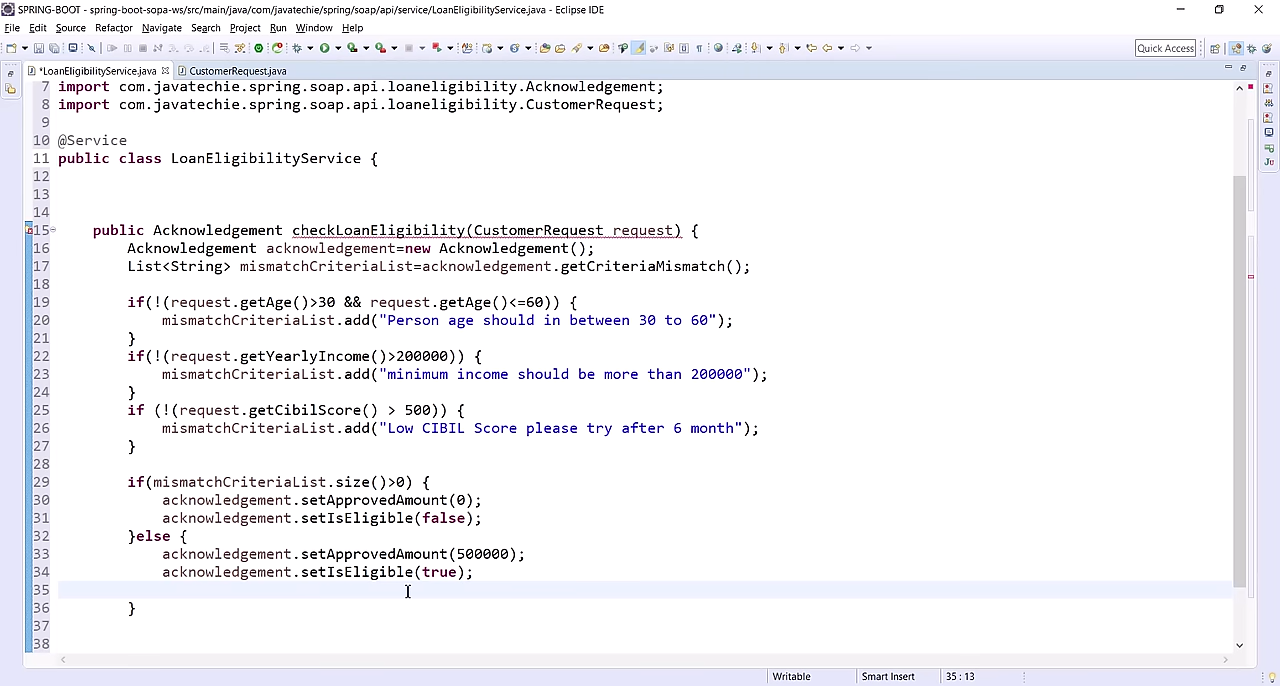 SPRING-BOOT - spring-boot-sopa-ws/src/main/java/com/javatechie/spring/soap/api/service/LoanEligibilityService.java - Eclipse IDE
File Edit Source Refactor Navigate Search Project Run Window Help
Quick Access
*LoanEligibilityService.java CustomerRequest.java
7 import com.javatechie.spring.soap.api.loaneligibility.Acknowledgement;
8 import com.javatechie.spring.soap.api.loaneligibility.CustomerRequest;
9
10 @Service
11 public class LoanEligibilityService {
12
13
14
15 public Acknowledgement checkLoanEligibility(CustomerRequest request) {
16 Acknowledgement acknowledgement=new Acknowledgement();
17 List<String> mismatchCriteriaList=acknowledgement.getCriteriaMismatch();
18
19 if(!(request.getAge()>30 && request.getAge()<=60)) {
20 mismatchCriteriaList.add("Person age should in between 30 to 60");
21 }
22 if(!(request.getYearlyIncome()>200000)) {
23 mismatchCriteriaList.add("minimum income should be more than 200000");
24 }
25 if (!(request.getCibilScore() > 500)) {
26 mismatchCriteriaList.add("Low CIBIL Score please try after 6 month");
27 }
28
29 if(mismatchCriteriaList.size()>0) {
30 acknowledgement.setApprovedAmount(0);
31 acknowledgement.setIsEligible(false);
32 }else {
33 acknowledgement.setApprovedAmount(500000);
34 acknowledgement.setIsEligible(true);
35
36 }
37
38
Writable Smart Insert 35 : 13